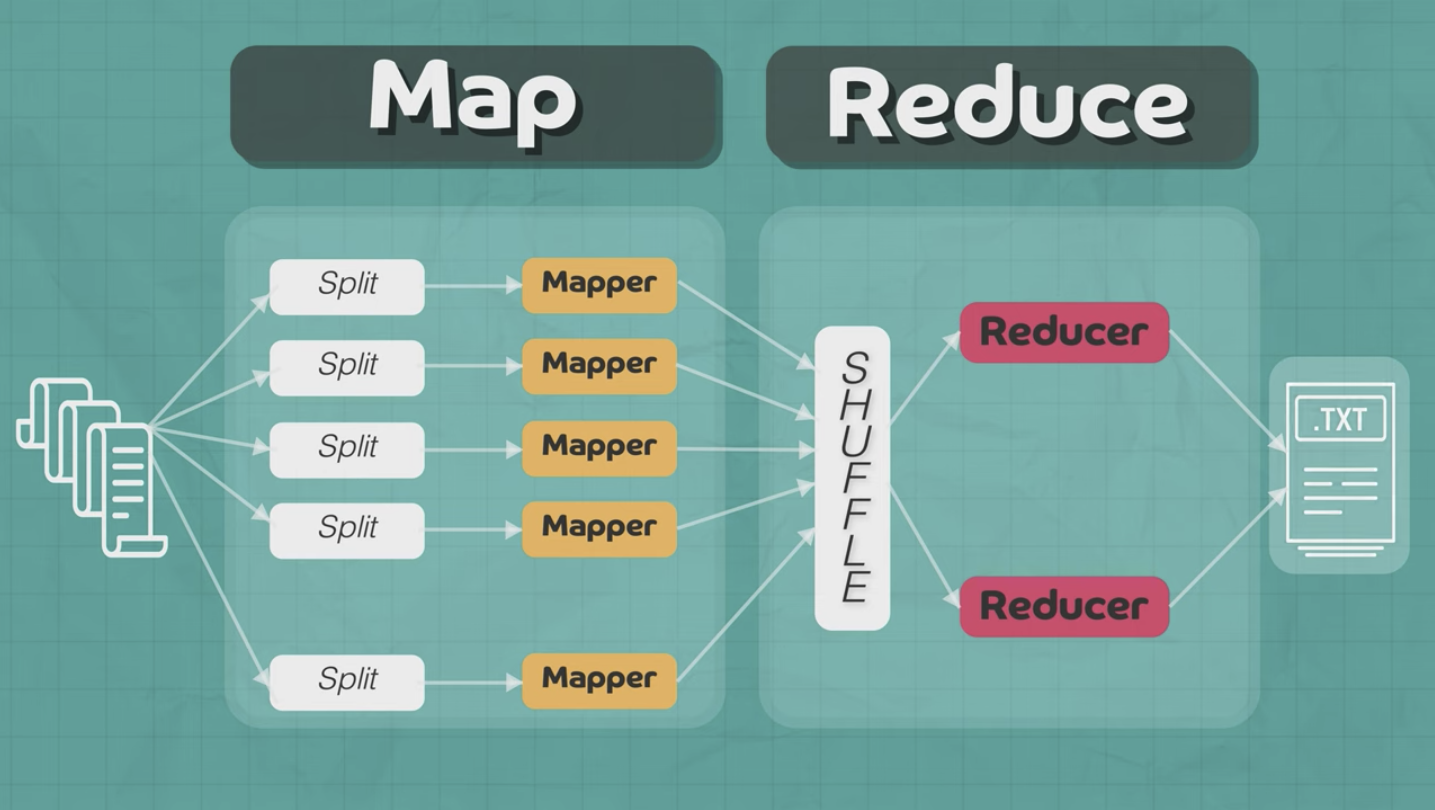 Map
Reduce
Split
Mapper
Split
Mapper
Split
Mapper
Split
Mapper
Split
Mapper
SHUFFLE
Reducer
Reducer
.TXT